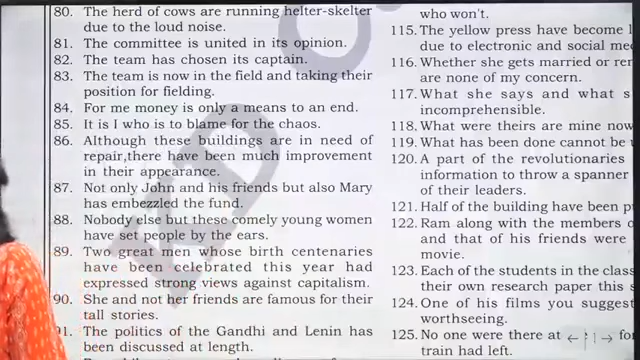 80. The herd of cows are running helter-skelter
due to the loud noise.
81. The committee is united in its opinion.
82. The team has chosen its captain.
83. The team is now in the field and taking their
position for fielding.
84. For me money is only a means to an end.
85. It is I who is to blame for the chaos.
86. Although these buildings are in need of
repair,there have been much improvement
in their appearance.
87. Not only John and his friends but also Mary
has embezzled the fund.
88. Nobody else but these comely young women
have set people by the ears.
89. Two great men whose birth centenaries
have been celebrated this year had
expressed strong views against capitalism.
90. She and not her friends are famous for their
tall stories.
91. The politics of the Gandhi and Lenin has
been discussed at length.
who won't.
115. The yellow press have become
due to electronic and social
116. Whether she gets married or
are none of my concern.
117. What she says and what
incomprehensible.
118. What were theirs are mine now
119. What has been done cannot be
120. A part of the revolutionaries
information to throw a spanner
of their leaders.
121. Half of the building have been
122. Ram along with the members
and that of his friends were
movie.
123. Each of the students in the class
their own research paper this
124. One of his films you suggest
worthseeing.
125. No one were there at
train had left.